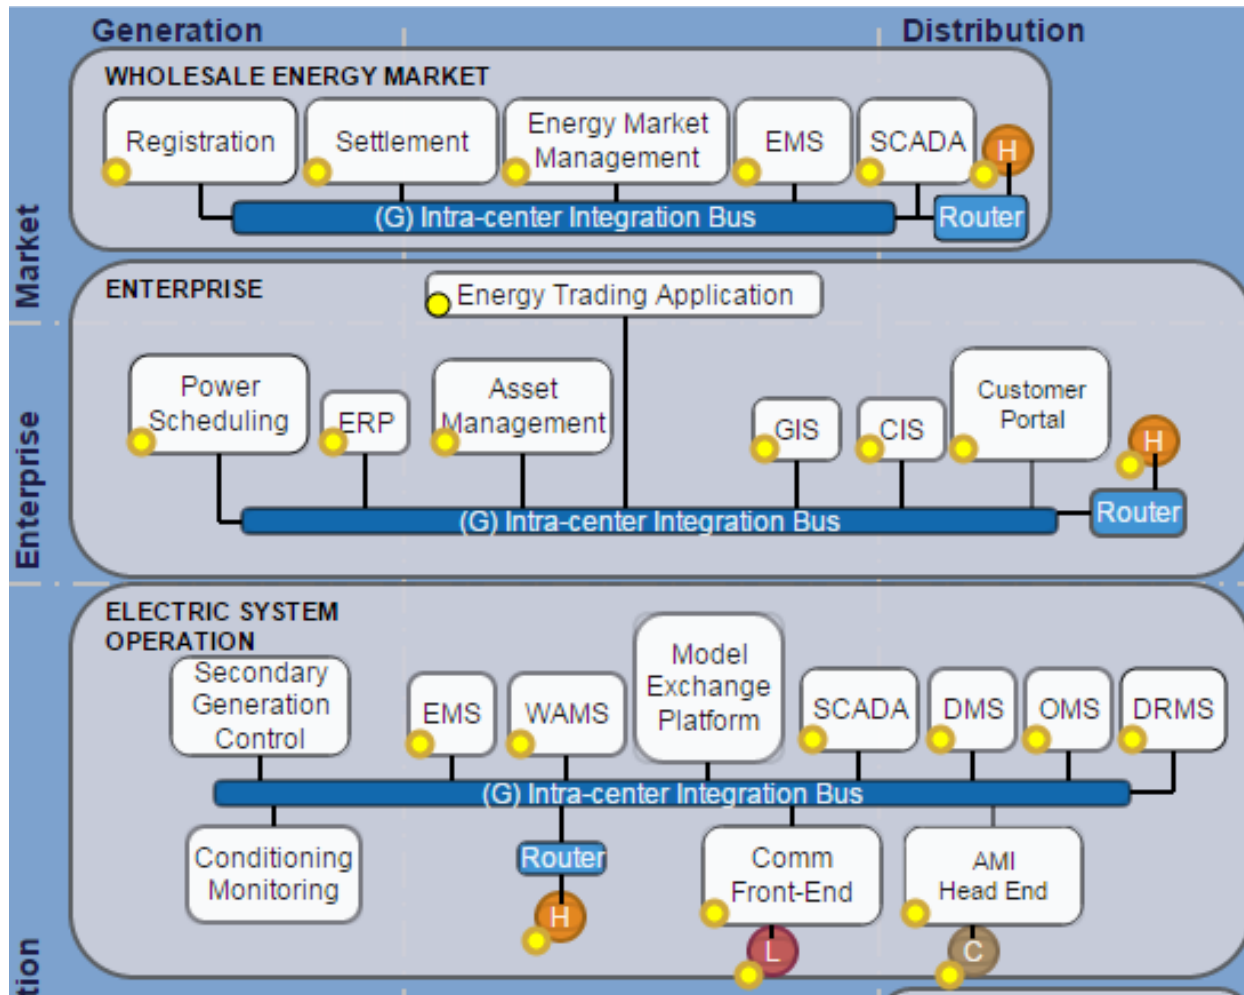 Generation
Distribution
WHOLESALE ENERGY MARKET
Registration
Settlement
Energy Market
Management
EMS
SCADA
H
(G) Intra-center Integration Bus
Router
Market
ENTERPRISE
Energy Trading Application
Power
Scheduling
ERP
Asset
Management
GIS
CIS
Customer
Portal
H
(G) Intra-center Integration Bus
Router
Enterprise
ELECTRIC SYSTEM
OPERATION
Secondary
Generation
Control
EMS
WAMS
Model
Exchange
Platform
SCADA
DMS
OMS
DRMS
(G) Intra-center Integration Bus
Conditioning
Monitoring
Router
H
Comm
Front-End
L
AMI
Head End
C
tion